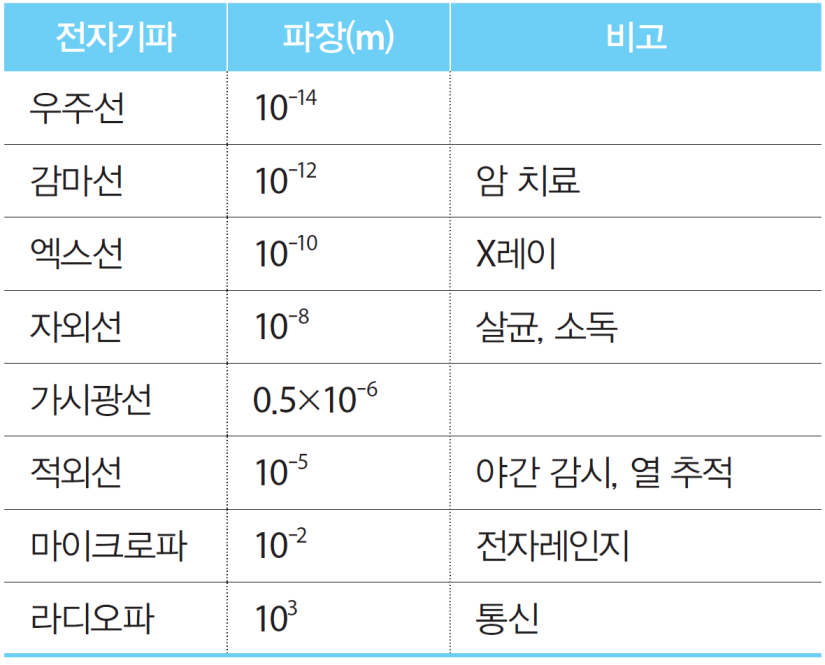 전자기파 파장(m) 비고
우주선 10⁻¹⁴
감마선 10⁻¹² 암 치료
엑스선 10⁻¹⁰ X레이
자외선 10⁻⁸ 살균, 소독
가시광선 0.5×10⁻⁶
적외선 10⁻⁵ 야간 감시, 열 추적
마이크로파 10⁻² 전자레인지
라디오파 10³ 통신